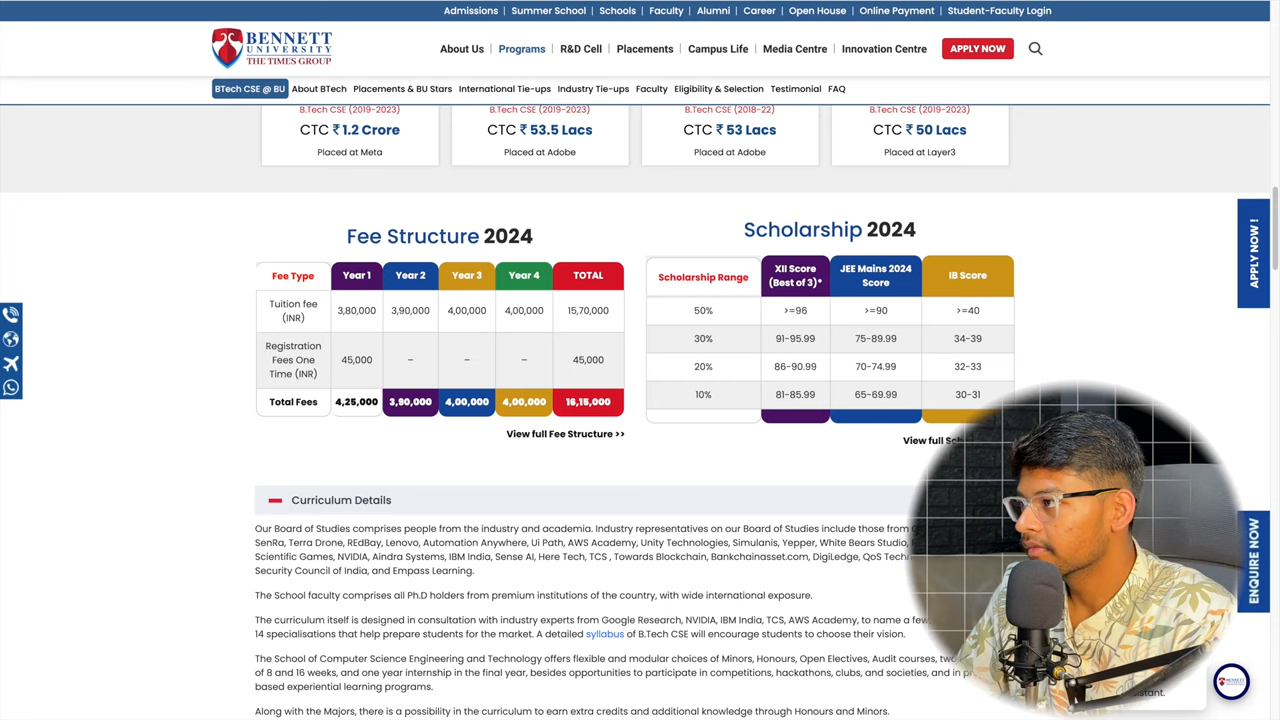 Admissions | Summer School | Schools | Faculty | Alumni | Career | Open House | Online Payment | Student-Faculty Login
BENNETT
UNIVERSITY
THE TIMES GROUP
About Us | Programs | R&D Cell | Placements | Campus Life | Media Centre | Innovation Centre APPLY NOW
BTech CSE @ BU About BTech Placements & BU Stars International Tie-ups Industry Tie-ups Faculty Eligibility & Selection Testimonial FAQ
B.Tech CSE (2019-2023) B.Tech CSE (2019-2023) B.Tech CSE (2018-22) B.Tech CSE (2019-2023)
CTC ₹ 1.2 Crore CTC ₹ 53.5 Lacs CTC ₹ 53 Lacs CTC ₹ 50 Lacs
Placed at Meta Placed at Adobe Placed at Adobe Placed at Layer3
Fee Structure 2024
Fee Type Year 1 Year 2 Year 3 Year 4 TOTAL
Tuition fee
(INR) 3,80,000 3,90,000 4,00,000 4,00,000 15,70,000
Registration
Fees One
Time (INR) 45,000 – – – 45,000
Total Fees 4,25,000 3,90,000 4,00,000 4,00,000 16,15,000
View full Fee Structure >>
Scholarship 2024
Scholarship Range XII Score
(Best of 3)* JEE Mains 2024
Score IB Score
50% >=96 >=90 >=40
30% 91-95.99 75-89.99 34-39
20% 86-90.99 70-74.99 32-33
10% 81-85.99 65-69.99 30-31
View full
APPLY NOW !
Curriculum Details
Our Board of Studies comprises people from the industry and academia. Industry representatives on our Board of Studies include those from
SenRa, Terra Drone, REdBay, Lenovo, Automation Anywhere, Ui Path, AWS Academy, Unity Technologies, Simulanis, Yepper, White Bears Studio,
Scientific Games, NVIDIA, Aindra Systems, IBM India, Sense AI, Here Tech, TCS , Towards Blockchain, Bankchainasset.com, DigiLedge, QoS
Security Council of India, and Empass Learning.
The School faculty comprises all Ph.D holders from premium institutions of the country, with wide international exposure.
The curriculum itself is designed in consultation with industry experts from Google Research, NVIDIA, IBM India, TCS, AWS Academy, to name a
14 specialisations that help prepare students for the market. A detailed syllabus of B.Tech CSE will encourage students to choose their vision.
The School of Computer Science Engineering and Technology offers flexible and modular choices of Minors, Honours, Open Electives, Audit courses,
of 8 and 16 weeks, and one year internship in the final year, besides opportunities to participate in competitions, hackathons, clubs, and societies, and in
based experiential learning programs.
Along with the Majors, there is a possibility in the curriculum to earn extra credits and additional knowledge through Honours and Minors.
ENQUIRE NOW